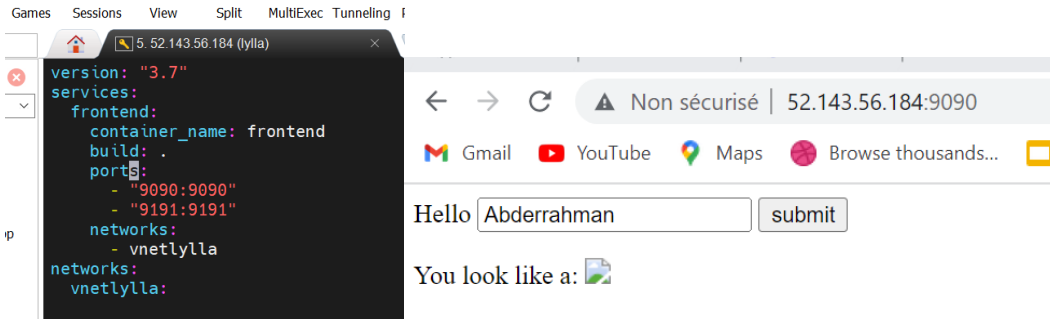 Games Sessions View Split MultiExec Tunneling
5. 52.143.56.184 (lylla)
version: "3.7"
services:
  frontend:
    container_name: frontend
    build: .
    ports:
      - "9090:9090"
      - "9191:9191"
    networks:
      - vnetlylla
networks:
  vnetlylla:
Non sécurisé | 52.143.56.184:9090
Gmail YouTube Maps Browse thousands...
Hello Abderrahman submit
You look like a: